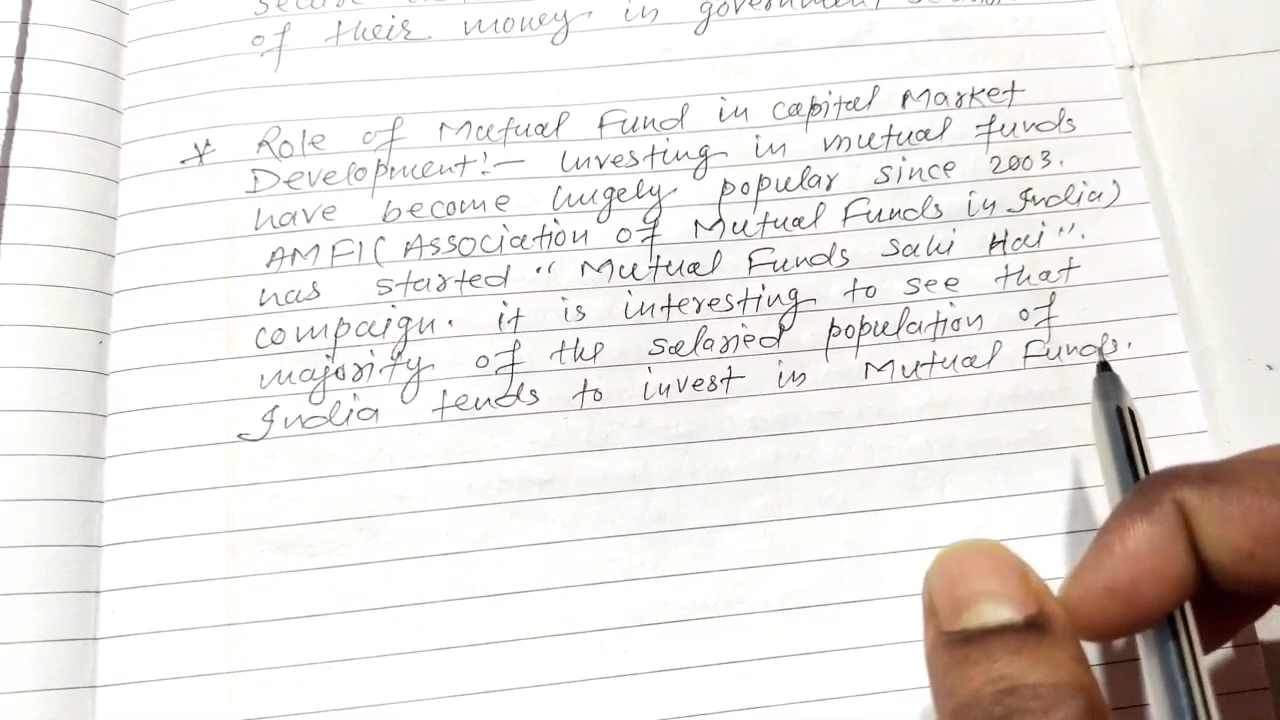 of their money in government
* Role of Mutual Fund in capital Market
Development:- investing in mutual funds
have become hugely popular since 2003.
AMFI (Association of Mutual Funds in India)
has started "Mutual Funds Sahi Hai".
compaign. it is interesting to see that
majority of the salaried population of
India tends to invest in Mutual Funds.